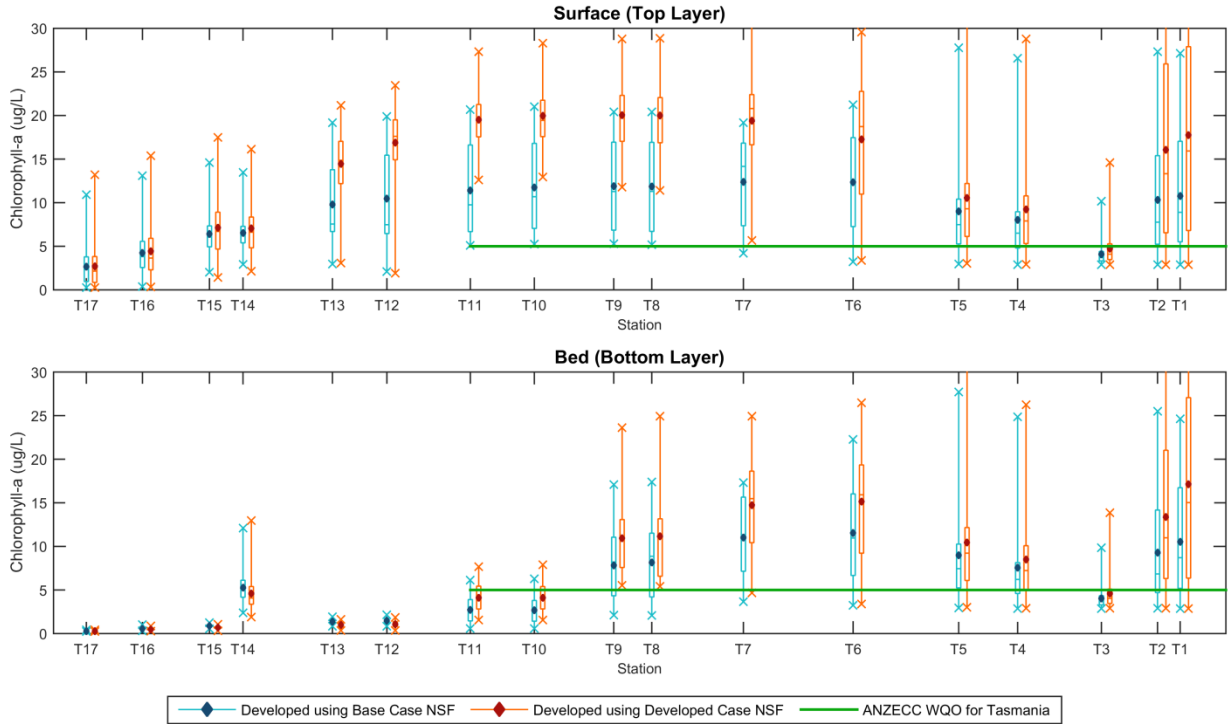 Surface (Top Layer)
Chlorophyll-a (ug/L)
30
25
20
15
10
5
0
T17 T16 T15 T14 T13 T12 T11 T10 T9 T8 T7 T6 T5 T4 T3 T2 T1
Station
Bed (Bottom Layer)
Chlorophyll-a (ug/L)
30
25
20
15
10
5
0
T17 T16 T15 T14 T13 T12 T11 T10 T9 T8 T7 T6 T5 T4 T3 T2 T1
Station
Developed using Base Case NSF Developed using Developed Case NSF ANZECC WQO for Tasmania